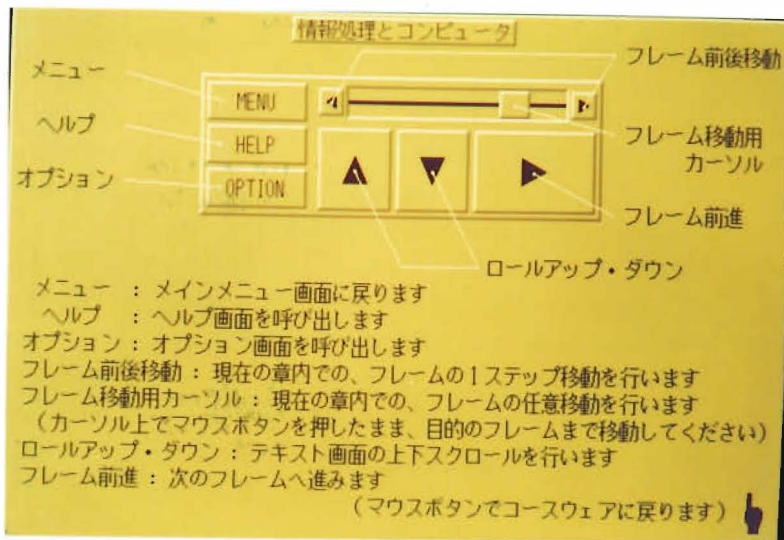 情報処理とコンピュータ
フレーム前後移動
メニュー
MENU
ヘルプ
HELP
フレーム移動用
カーソル
オプション
OPTION
フレーム前進
ロールアップ・ダウン
メニュー : メインメニュー画面に戻ります
ヘルプ : ヘルプ画面を呼び出します
オプション : オプション画面を呼び出します
フレーム前後移動 : 現在の章内での、フレームの1ステップ移動を行います
フレーム移動用カーソル : 現在の章内での、フレームの任意移動を行います
(カーソル上でマウスボタンを押したまま、目的のフレームまで移動してください)
ロールアップ・ダウン : テキスト画面の上下スクロールを行います
フレーム前進 : 次のフレームへ進みます
(マウスボタンでコースウェアに戻ります)